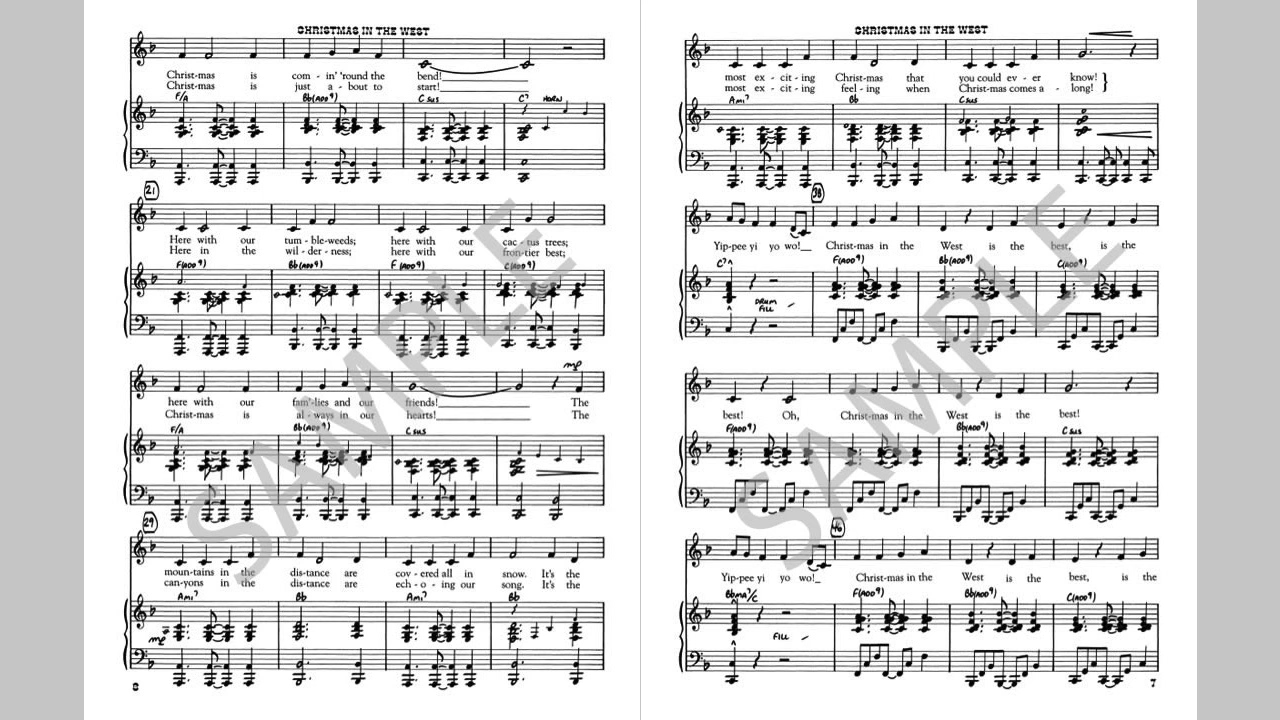 CHRISTMAS IN THE WEST
Christ-mas is com - in' 'round the bend!
Christ-mas is just a - bout to start!
F/A Bb(ADD9) Csus C7 HORN
21
Here with our tum - ble-weeds; here with our cac - tus trees;
Here in the wil - der - ness; here with our fron-tier best;
F(ADD9) Bb(ADD9) F(ADD9) C(ADD9)
mp
here with our fam'-lies and our friends! The
Christ-mas is al - ways in our hearts! The
F/A Bb(ADD9) Csus
29
moun-tains in the dis-tance are cov - ered all in snow. It's the
can-yons in the dis-tance are ech - o - ing our song. It's the
Ami7 Bb Ami7 Bb
mp
8
CHRISTMAS IN THE WEST
most ex - cit - ing Christ-mas that you could ev - er know!
most ex - cit - ing feel - ing when Christ-mas comes a - long!
Ami7 Bb Csus
38
Yip-pee yi yo wo! Christ-mas in the West is the best, is the
C7 F(ADD9) Bb(ADD9) C(ADD9)
DRUM
FILL
best! Oh, Christ-mas in the West is the best!
F(ADD9) Bb(ADD9) Csus
46
Yip-pee yi yo wo! Christ-mas in the West is the best, is the
Bbma7/C F(ADD9) Bb(ADD9) C(ADD9)
FILL
7
SAMPLE
SAMPLE